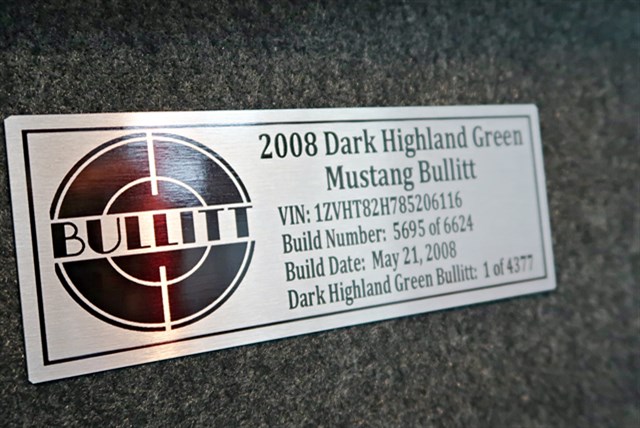 BULLITT
2008 Dark Highland Green
Mustang Bullitt
VIN: 1ZVHT82H785206116
Build Number: 5695 of 6624
Build Date: May 21, 2008
Dark Highland Green Bullitt: 1 of 4377